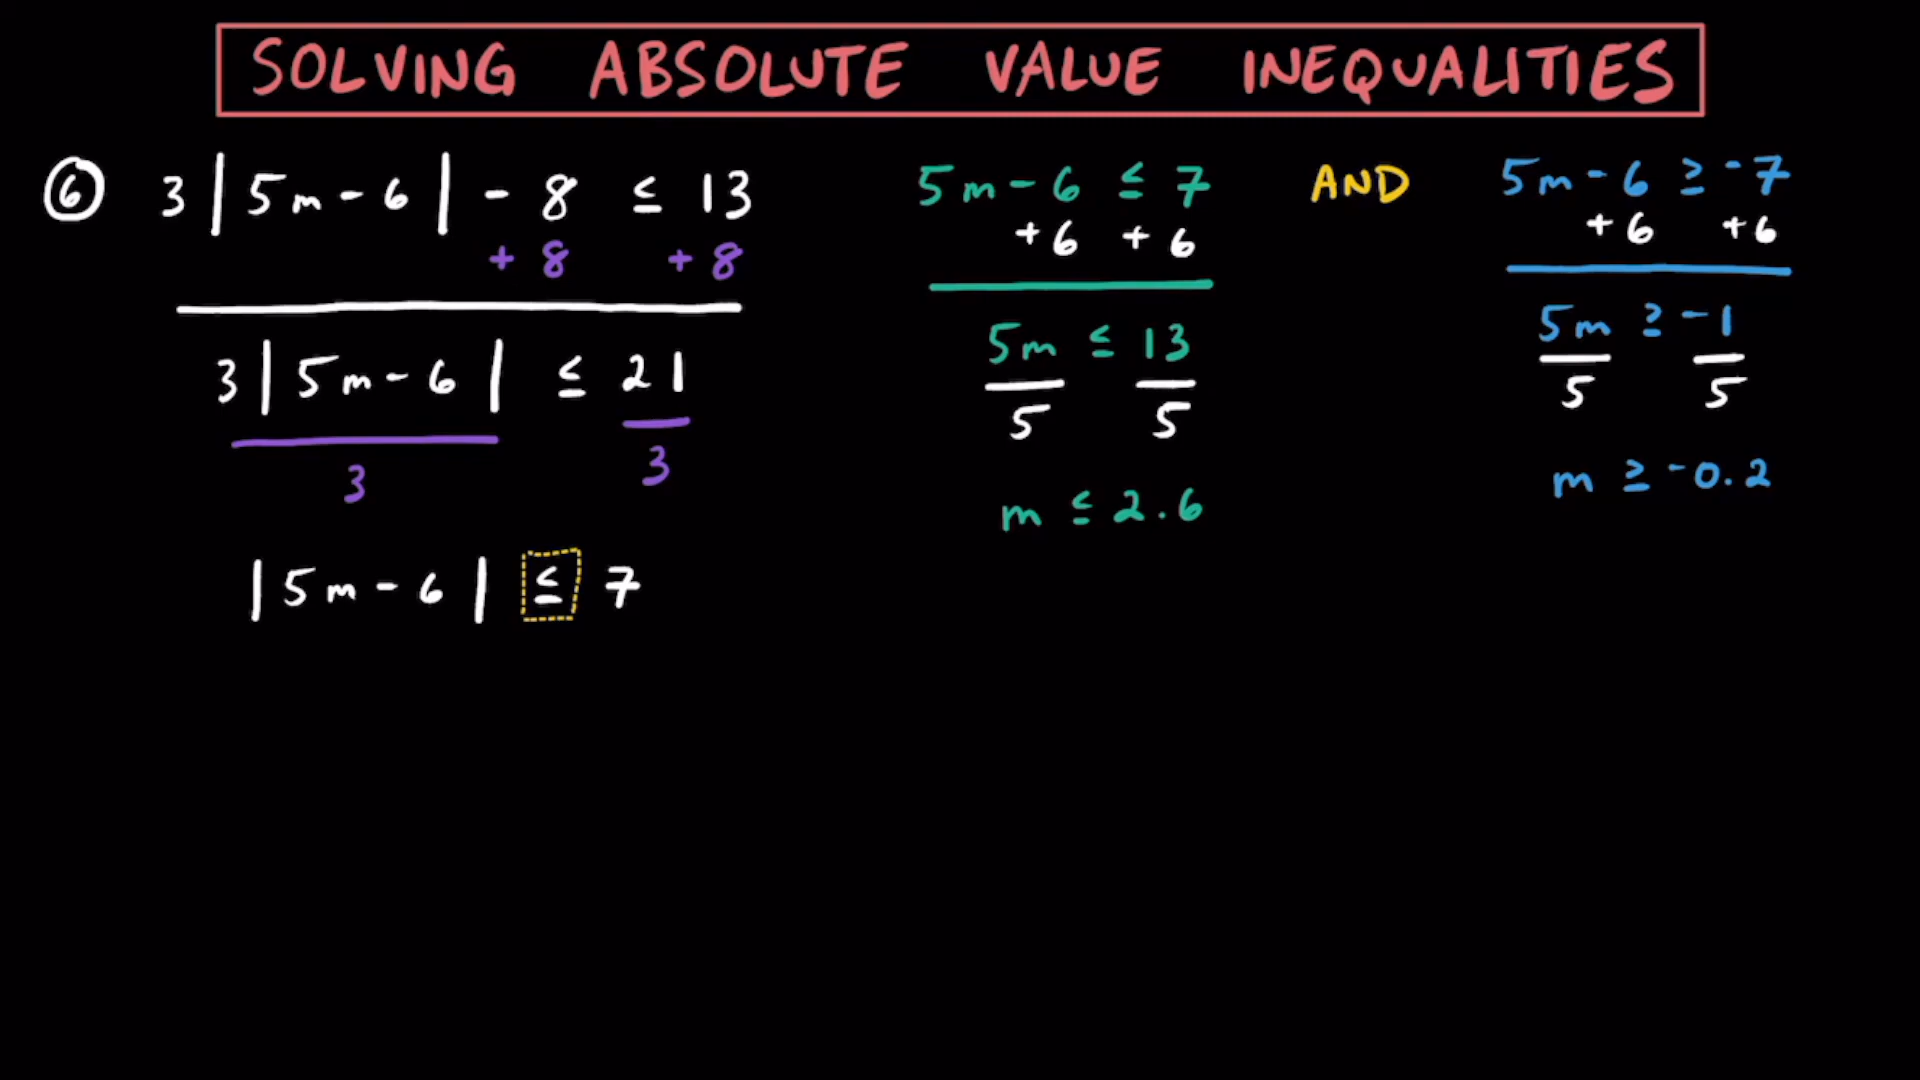 SOLVING ABSOLUTE VALUE INEQUALITIES
6
3 | 5m - 6 | - 8 ≤ 13
+ 8 + 8
3 | 5m - 6 | ≤ 21
3 3
| 5m - 6 | ≤ 7
5m - 6 ≤ 7
+ 6 + 6
5m ≤ 13
5 5
m ≤ 2.6
AND
5m - 6 ≥ -7
+ 6 + 6
5m ≥ -1
5 5
m ≥ -0.2